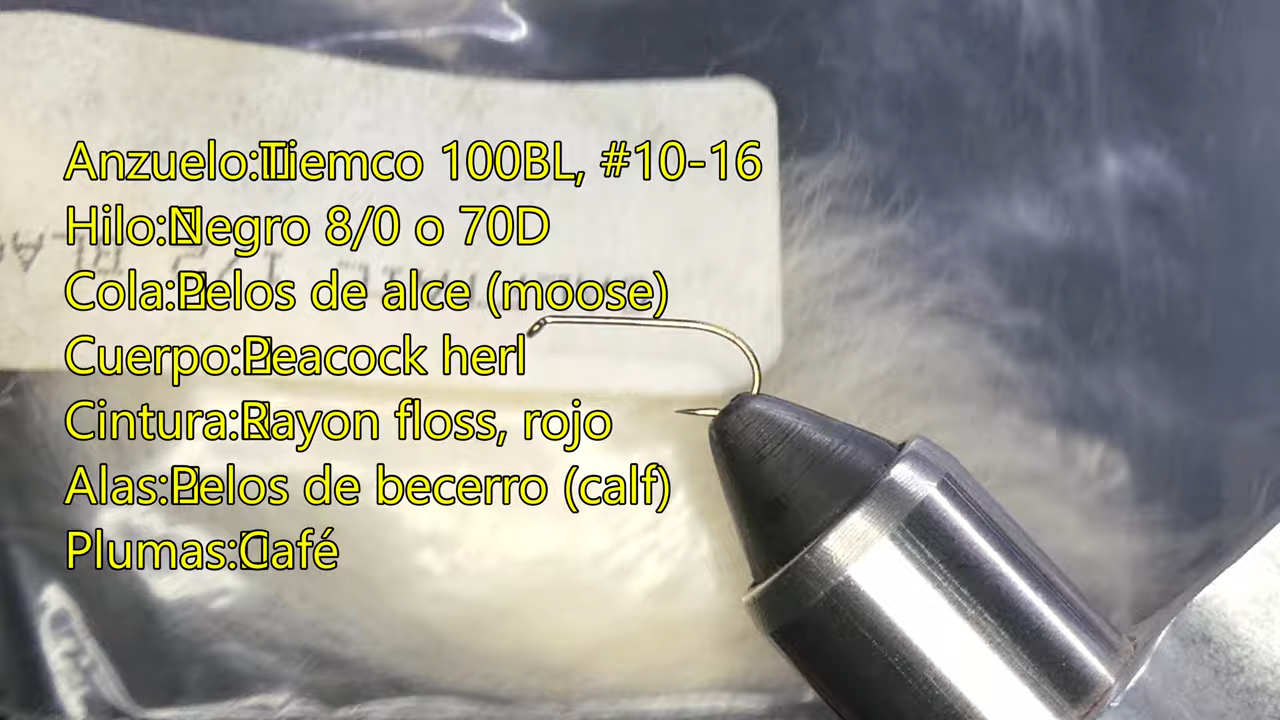 Anzuelo: Tiemco 100BL, #10-16
Hilo: Negro 8/0 o 70D
Cola: Pelos de alce (moose)
Cuerpo: Peacock herl
Cintura: Rayon floss, rojo
Alas: Pelos de becerro (calf)
Plumas: Café